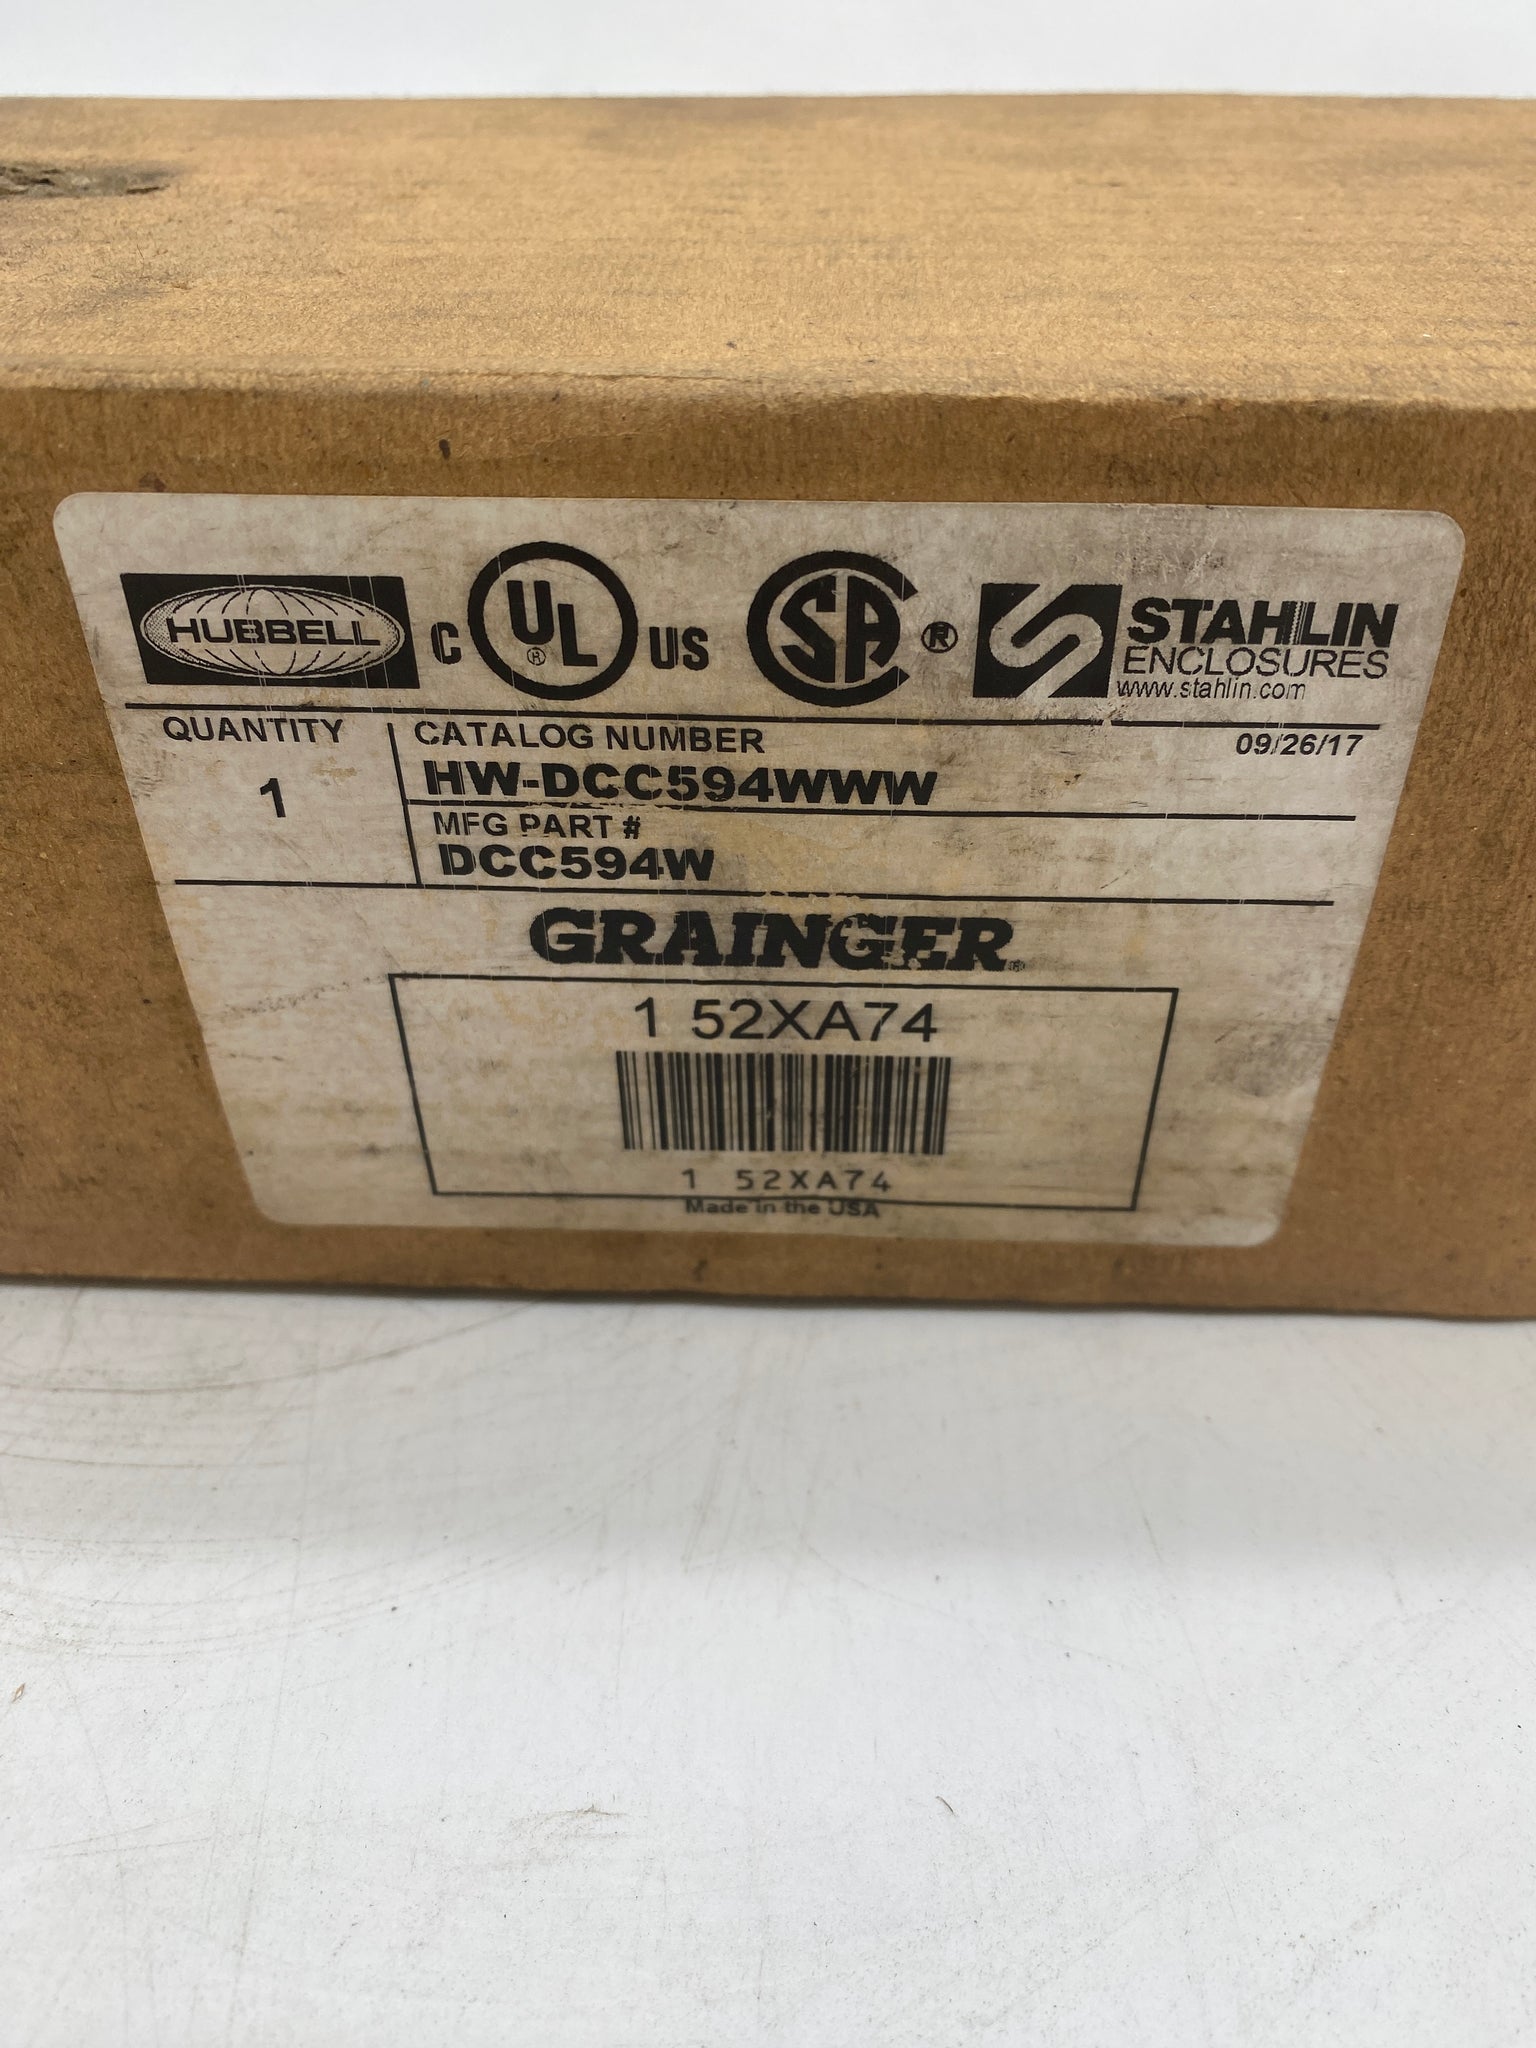 HUBBELL
C UL® US
SA®
STAHLIN
ENCLOSURES
www.stahlin.com
QUANTITY
1
CATALOG NUMBER
HW-DCC594WWW
09/26/17
MFG PART #
DCC594W
GRAINGER®
1 52XA74
1 52XA74
Made in the USA